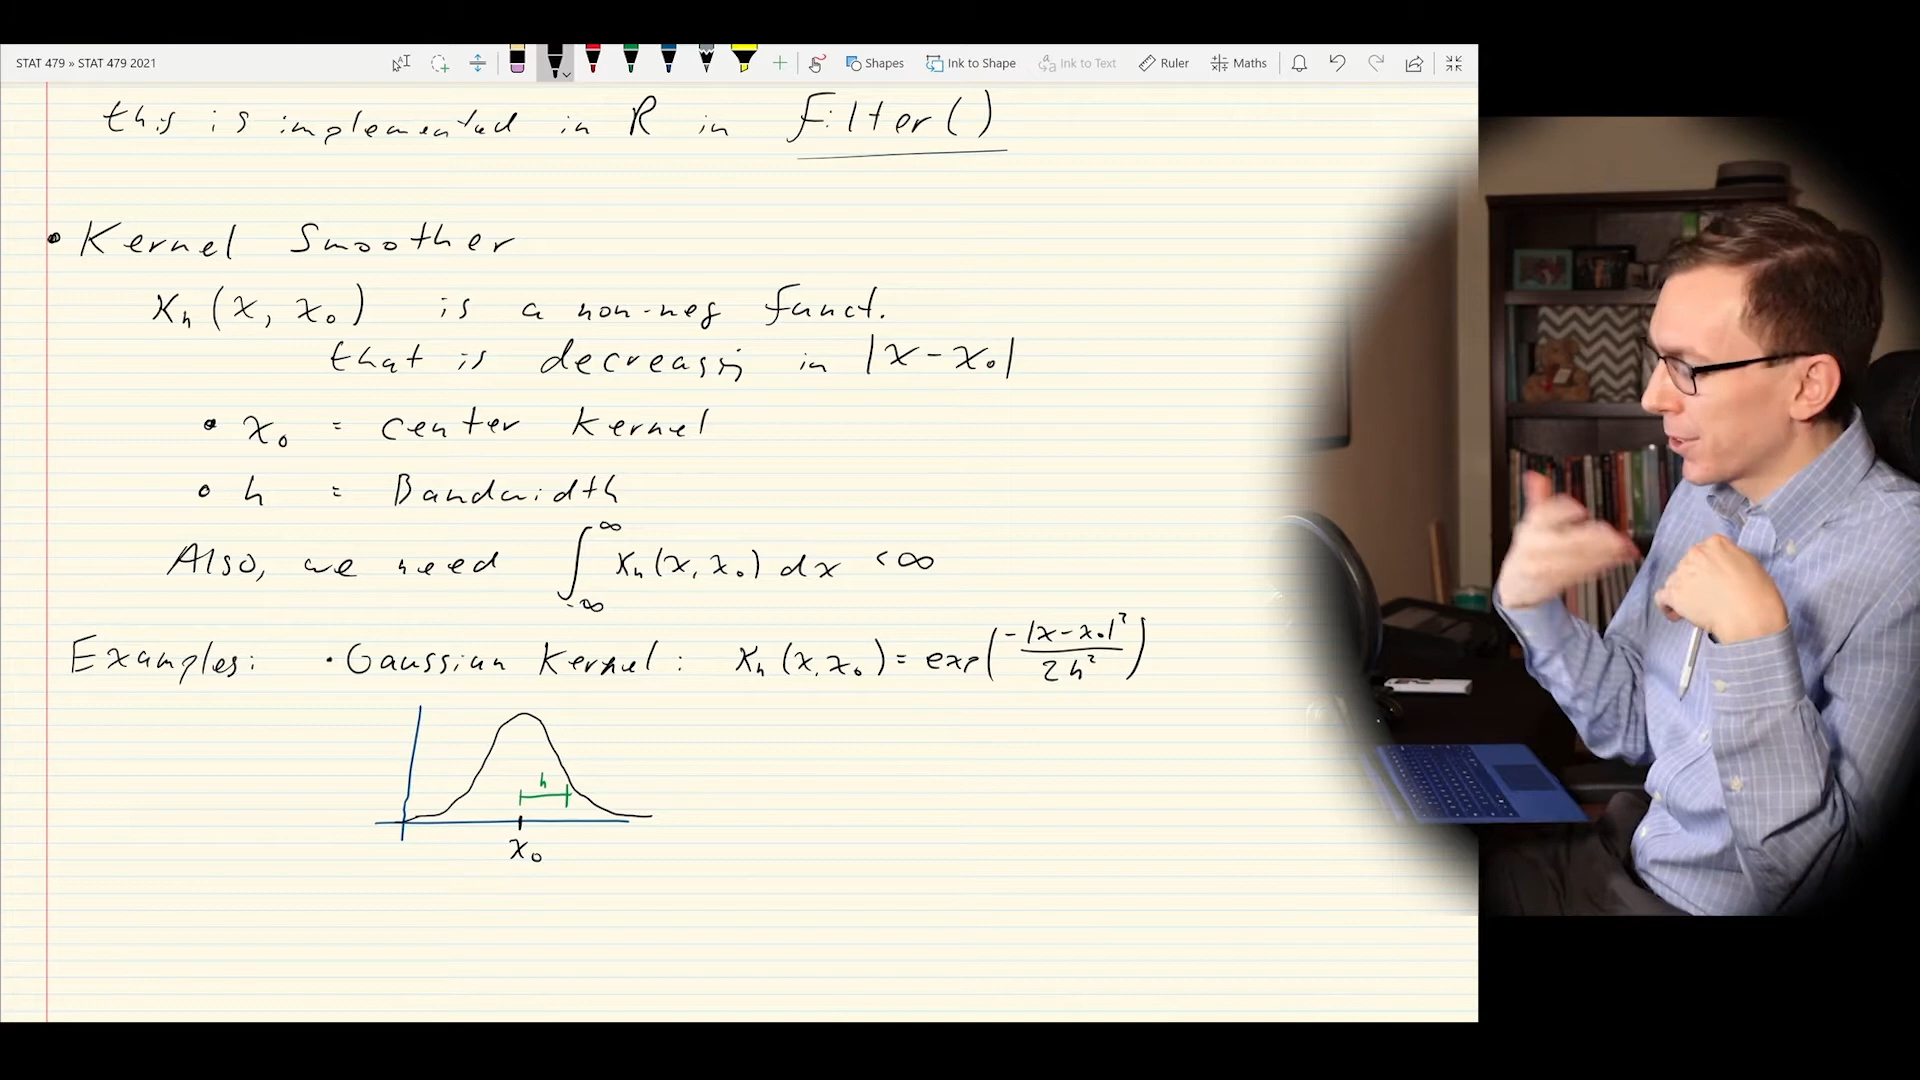 STAT 479 » STAT 479 2021
Shapes Ink to Shape Ink to Text Ruler Maths
this is implemented in R in filter()
• Kernel Smoother
Kh(x, x0) is a non-neg funct.
that is decreasing in |x - x0|
• x0 = center kernel
• h = Bandwidth
Also, we need ∫_{-∞}^{∞} Kh(x, x0) dx < ∞
Examples: • Gaussian Kernel: Kh(x, x0) = exp(-|x - x0|² / 2h²)
h
x0